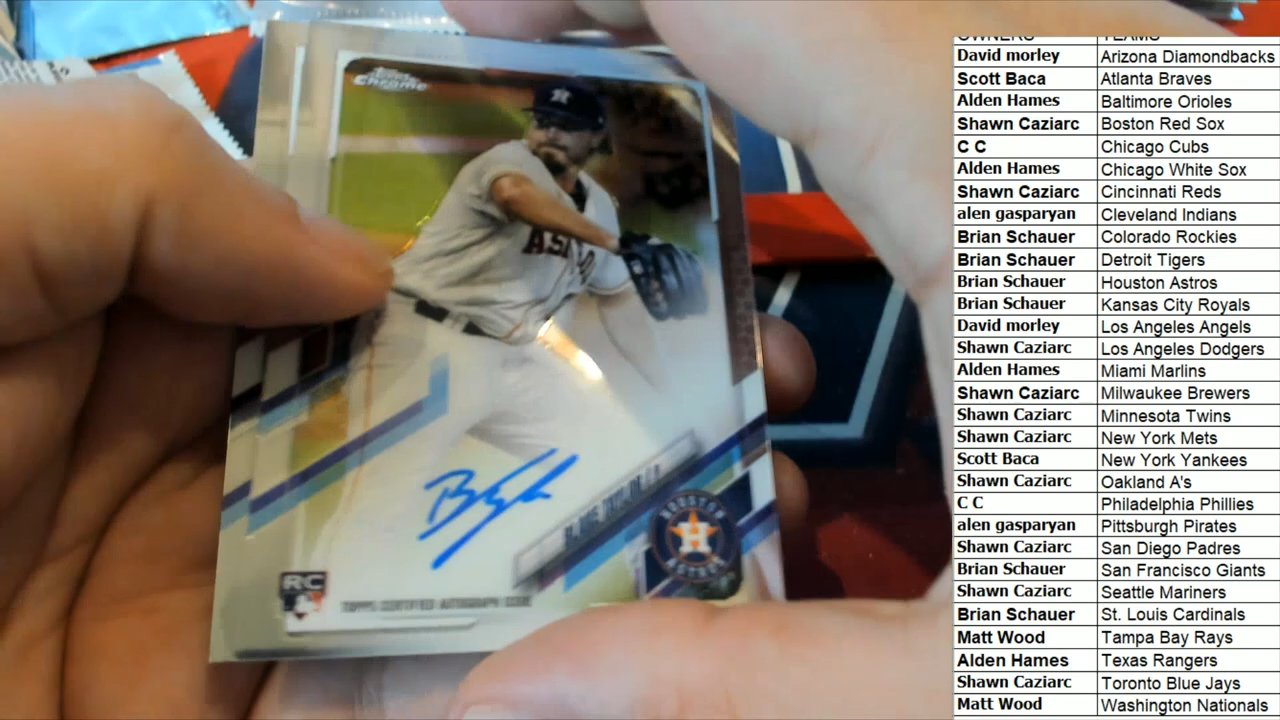 Topps
Chrome
H
AS
BLAKE TAYLOR
HOUSTON
H
ASTROS
RC
TOPPS CERTIFIED AUTOGRAPH ISSUE
OWNERS TEAMS
David morley Arizona Diamondbacks
Scott Baca Atlanta Braves
Alden Hames Baltimore Orioles
Shawn Caziarc Boston Red Sox
C C Chicago Cubs
Alden Hames Chicago White Sox
Shawn Caziarc Cincinnati Reds
alen gasparyan Cleveland Indians
Brian Schauer Colorado Rockies
Brian Schauer Detroit Tigers
Brian Schauer Houston Astros
Brian Schauer Kansas City Royals
David morley Los Angeles Angels
Shawn Caziarc Los Angeles Dodgers
Alden Hames Miami Marlins
Shawn Caziarc Milwaukee Brewers
Shawn Caziarc Minnesota Twins
Shawn Caziarc New York Mets
Scott Baca New York Yankees
Shawn Caziarc Oakland A's
C C Philadelphia Phillies
alen gasparyan Pittsburgh Pirates
Shawn Caziarc San Diego Padres
Brian Schauer San Francisco Giants
Shawn Caziarc Seattle Mariners
Brian Schauer St. Louis Cardinals
Matt Wood Tampa Bay Rays
Alden Hames Texas Rangers
Shawn Caziarc Toronto Blue Jays
Matt Wood Washington Nationals